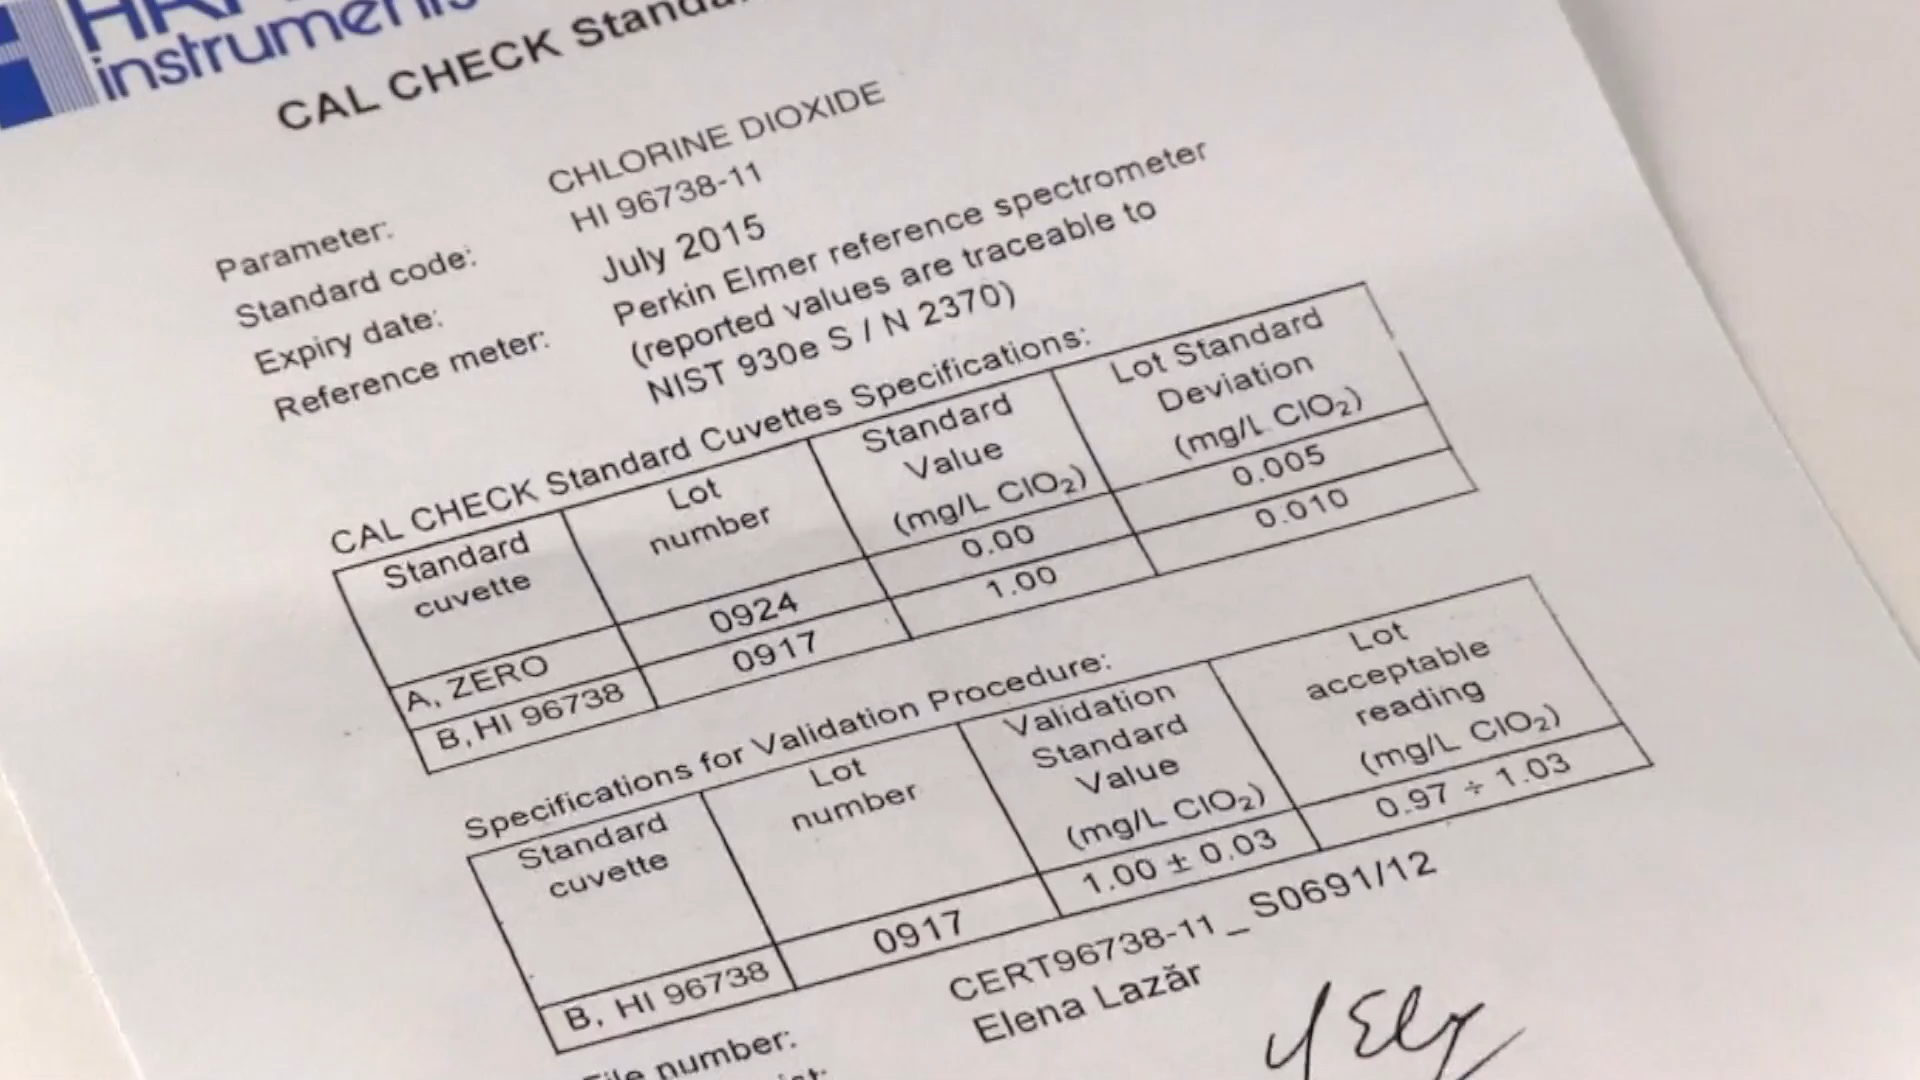 instruments
CAL CHECK
Parameter: CHLORINE DIOXIDE
Standard code: HI 96738-11
Expiry date: July 2015
Reference meter: Perkin Elmer reference spectrometer
(reported values are traceable to
NIST 930e S / N 2370)
CAL CHECK Standard Cuvettes Specifications:
Standard cuvette Lot number Standard Value (mg/L ClO₂) Lot Standard Deviation (mg/L ClO₂)
A, ZERO 0924 0.00 0.005
B, HI 96738 0917 1.00 0.010
Specifications for Validation Procedure:
Standard cuvette Lot number Validation Standard Value (mg/L ClO₂) Lot acceptable reading (mg/L ClO₂)
B, HI 96738 0917 1.00 ± 0.03 0.97 ÷ 1.03
File number: CERT96738-11_S0691/12
Elena Lazăr